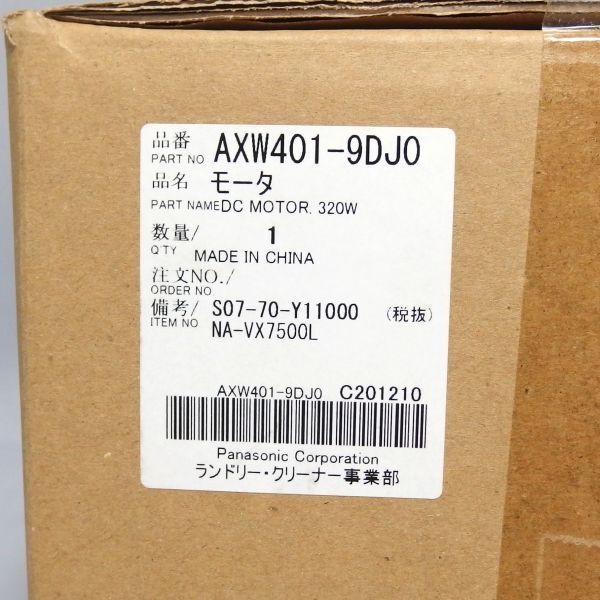 品番 AXW401-9DJ0
PART NO
品名 モータ
PART NAME DC MOTOR. 320W
数量/ 1
Q'TY MADE IN CHINA
注文NO./
ORDER NO
備考/ S07-70-Y11000 (税抜)
ITEM NO NA-VX7500L
AXW401-9DJ0 C201210
Panasonic Corporation
ランドリー・クリーナー事業部